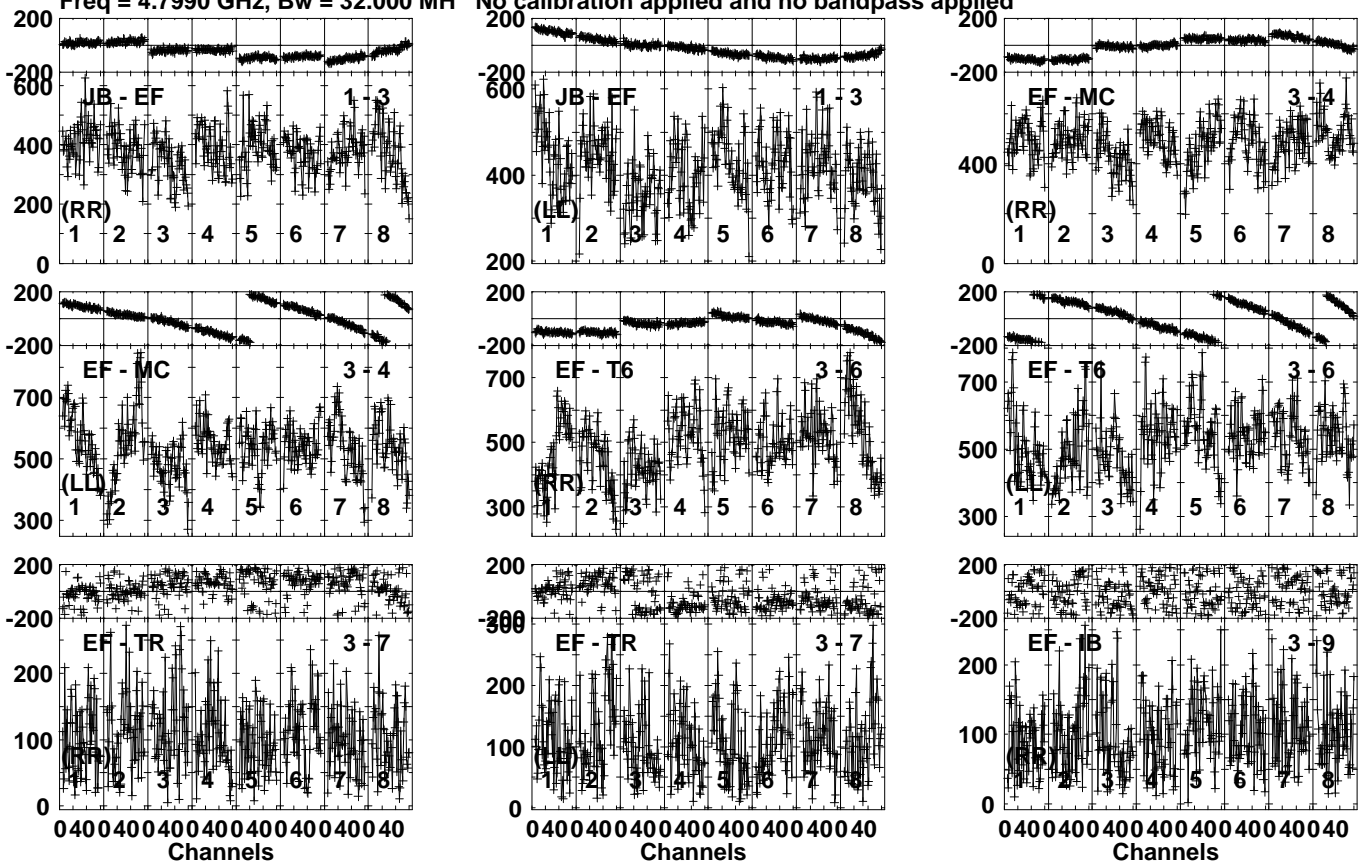 Freq = 4.7990 GHz, Bw = 32.000 MH No calibration applied and no bandpass applied
200 200 200
-200 -200 -200
600 JB - EF 1 - 3 600 JB - EF 1 - 3 EF - MC 3 - 4
400 400 400
200 (RR) (LL) (RR)
1 2 3 4 5 6 7 8 1 2 3 4 5 6 7 8 1 2 3 4 5 6 7 8
0 200 0
200 200 200
-200 -200 -200
EF - MC 3 - 4 EF - T6 3 - 6 EF - T6 3 - 6
700 700 700
500 500 500
(LL) (RR) (LL)
1 2 3 4 5 6 7 8 1 2 3 4 5 6 7 8 1 2 3 4 5 6 7 8
300 300 300
200 200 200
-200 -200 -200
300
EF - TR 3 - 7 EF - TR 3 - 7 EF - IB 3 - 9
200 200 200
100 100 100
(RR) (LL) (RR)
1 2 3 4 5 6 7 8 1 2 3 4 5 6 7 8 1 2 3 4 5 6 7 8
0 0 0
0 40 0 40 0 40 0 40 0 40 0 40 0 40 0 40 0 40 0 40 0 40 0 40 0 40 0 40 0 40 0 40 0 40 0 40 0 40 0 40 0 40 0 40 0 40 0 40
Channels Channels Channels